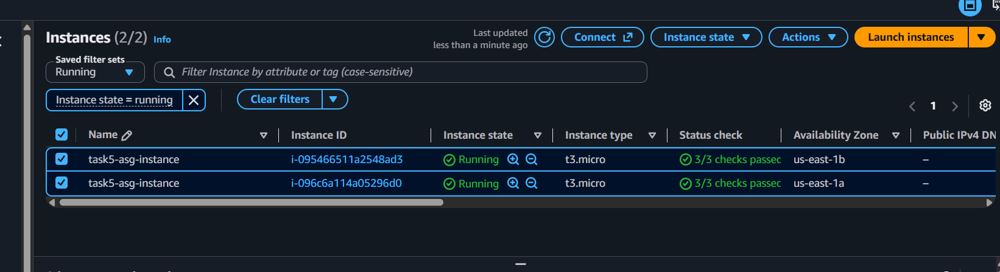 Instances (2/2) Info
Last updated
less than a minute ago
Connect
Instance state
Actions
Launch instances
Saved filter sets
Running
Filter Instance by attribute or tag (case-sensitive)
Instance state = running
Clear filters
1
Name Instance ID Instance state Instance type Status check Availability Zone Public IPv4 DN
task5-asg-instance i-095466511a2548ad3 Running t3.micro 3/3 checks passec us-east-1b –
task5-asg-instance i-096c6a114a05296d0 Running t3.micro 3/3 checks passec us-east-1a –